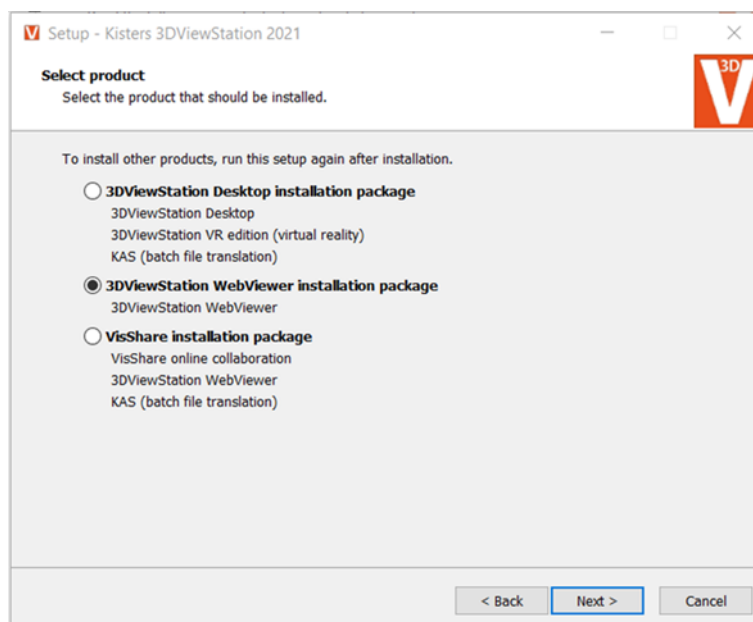 Setup - Kisters 3DViewStation 2021
Select product
Select the product that should be installed.
3D
V
To install other products, run this setup again after installation.
3DViewStation Desktop installation package
3DViewStation Desktop
3DViewStation VR edition (virtual reality)
KAS (batch file translation)
3DViewStation WebViewer installation package
3DViewStation WebViewer
VisShare installation package
VisShare online collaboration
3DViewStation WebViewer
KAS (batch file translation)
< Back Next > Cancel